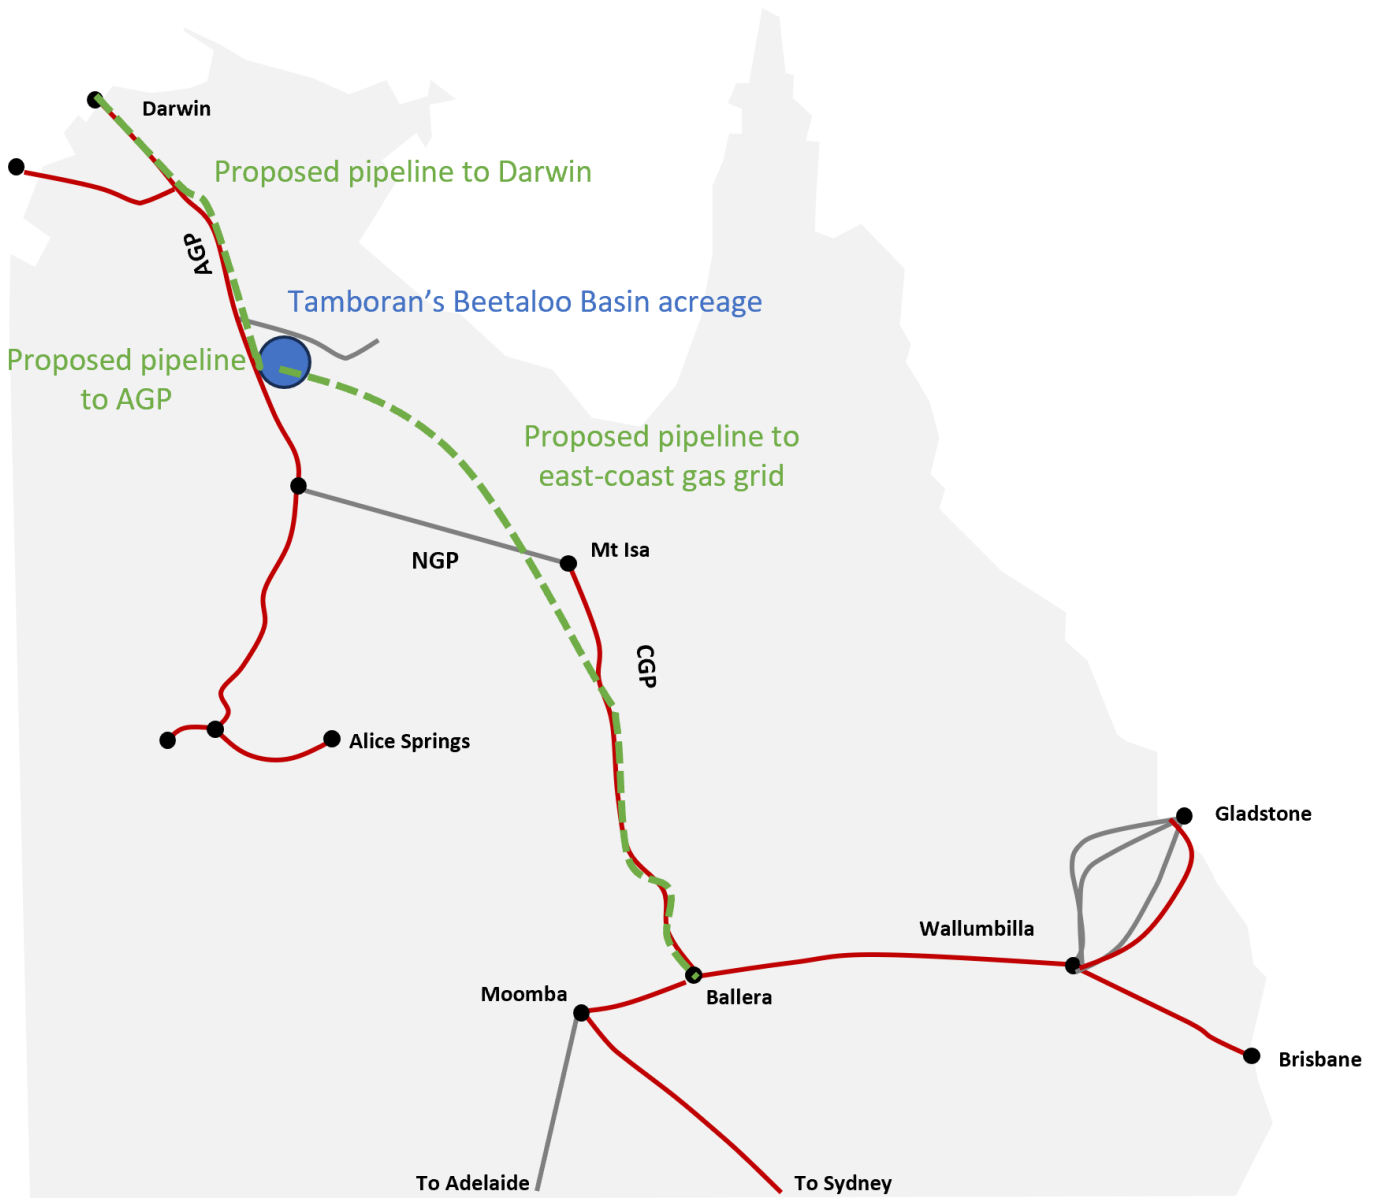 Darwin
Proposed pipeline to Darwin
AGP
Tamboran's Beetaloo Basin acreage
Proposed pipeline
to AGP
Proposed pipeline to
east-coast gas grid
Mt Isa
NGP
CGP
Alice Springs
Gladstone
Wallumbilla
Moomba
Ballera
Brisbane
To Adelaide
To Sydney